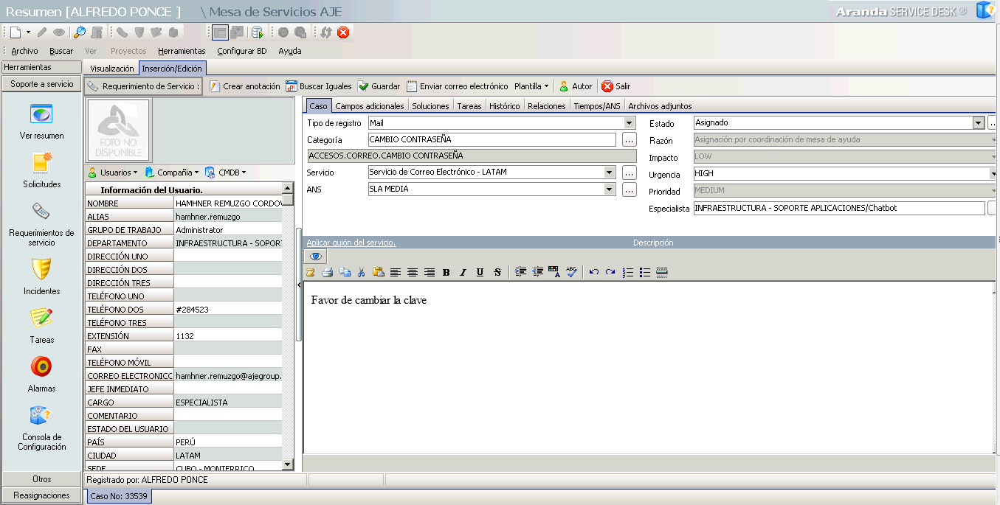 Resumen [ALFREDO PONCE ] \ Mesa de Servicios AJE
Aranda SERVICE DESK ®
Archivo Buscar Ver Proyectos Herramientas Configurar BD Ayuda
Herramientas
Visualización Inserción/Edición
Soporte a servicio
Requerimiento de Servicio : Crear anotación Buscar Iguales Guardar Enviar correo electrónico Plantilla Autor Salir
Ver resumen
Solicitudes
Requerimientos de
servicio
Incidentes
Tareas
Alarmas
Consola de
Configuración
Otros
Reasignaciones
FOTO NO
DISPONIBLE
Usuarios Compañia CMDB
Información del Usuario.
NOMBRE HAMHNER REMUZGO CORDOV
ALIAS hamhner.remuzgo
GRUPO DE TRABAJO Administrator
DEPARTAMENTO INFRAESTRUCTURA - SOPOR
DIRECCIÓN UNO
DIRECCIÓN DOS
DIRECCIÓN TRES
TELÉFONO UNO
TELÉFONO DOS #284523
TELÉFONO TRES
EXTENSIÓN 1132
FAX
TELÉFONO MÓVIL
CORREO ELECTRONICO hamhner.remuzgo@ajegroup.
JEFE INMEDIATO
CARGO ESPECIALISTA
COMENTARIO
ESTADO DEL USUARIO
PAÍS PERÚ
CIUDAD LATAM
SEDE CUBO - MONTERRICO
Caso Campos adicionales Soluciones Tareas Histórico Relaciones Tiempos/ANS Archivos adjuntos
Tipo de registro Mail
Categoría CAMBIO CONTRASEÑA ...
ACCESOS.CORREO.CAMBIO CONTRASEÑA
Servicio Servicio de Correo Electrónico - LATAM ...
ANS SLA MEDIA ...
Estado Asignado
Razón Asignación por coordinación de mesa de ayuda
Impacto LOW
Urgencia HIGH
Prioridad MEDIUM
Especialista INFRAESTRUCTURA - SOPORTE APLICACIONES/Chatbot
Aplicar guión del servicio. Descripción
B I U S ABC
Favor de cambiar la clave
Registrado por: ALFREDO PONCE
Caso No: 33539